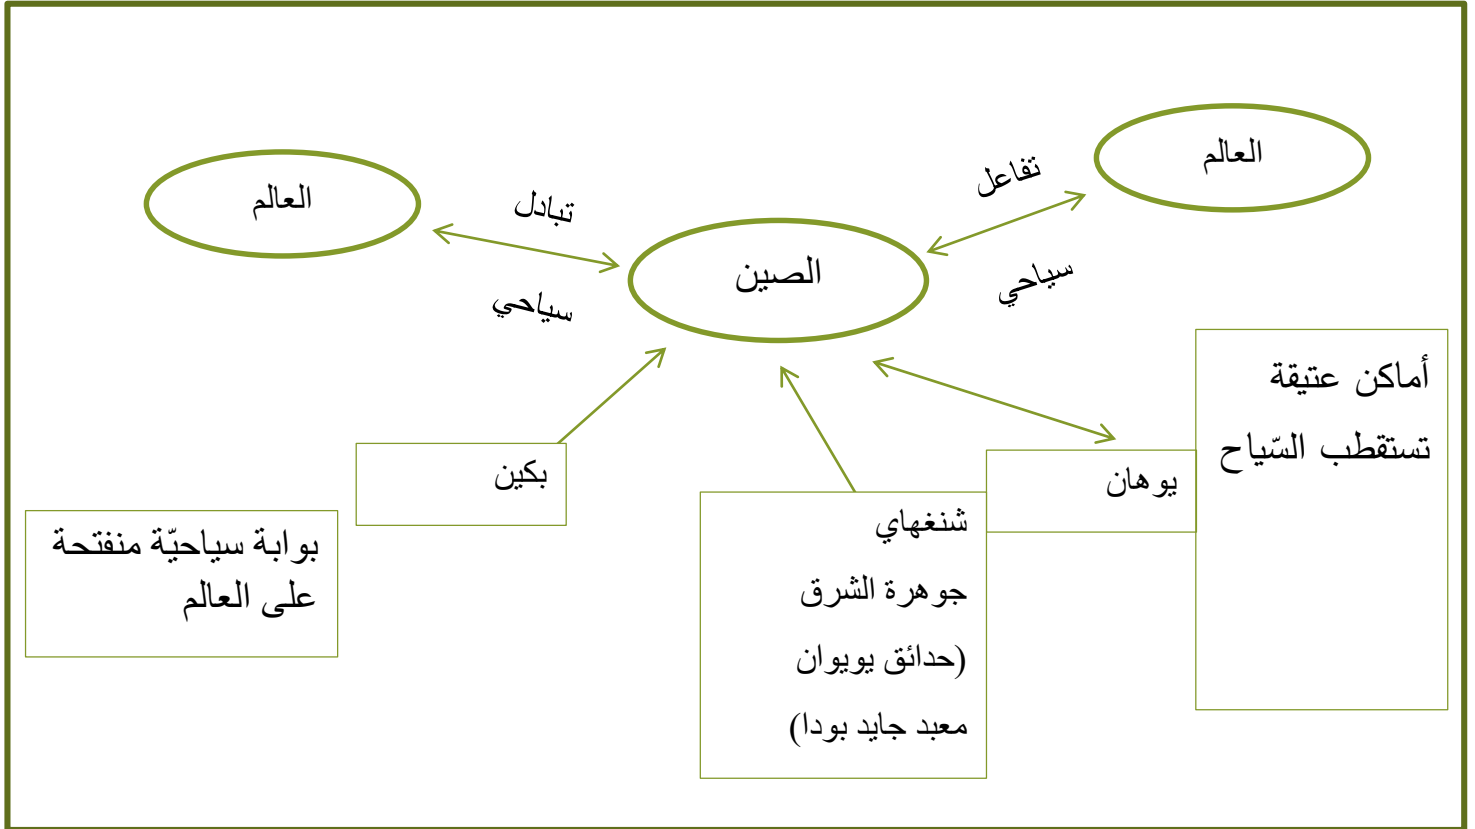 العالم
تفاعل
سياحي
العالم
تبادل
سياحي
الصين
أماكن عتيقة
تستقطب السّياح
يوهان
شنغهاي
جوهرة الشرق
(حدائق يويوان
معبد جايد بودا)
بكين
بوابة سياحيّة منفتحة
على العالم